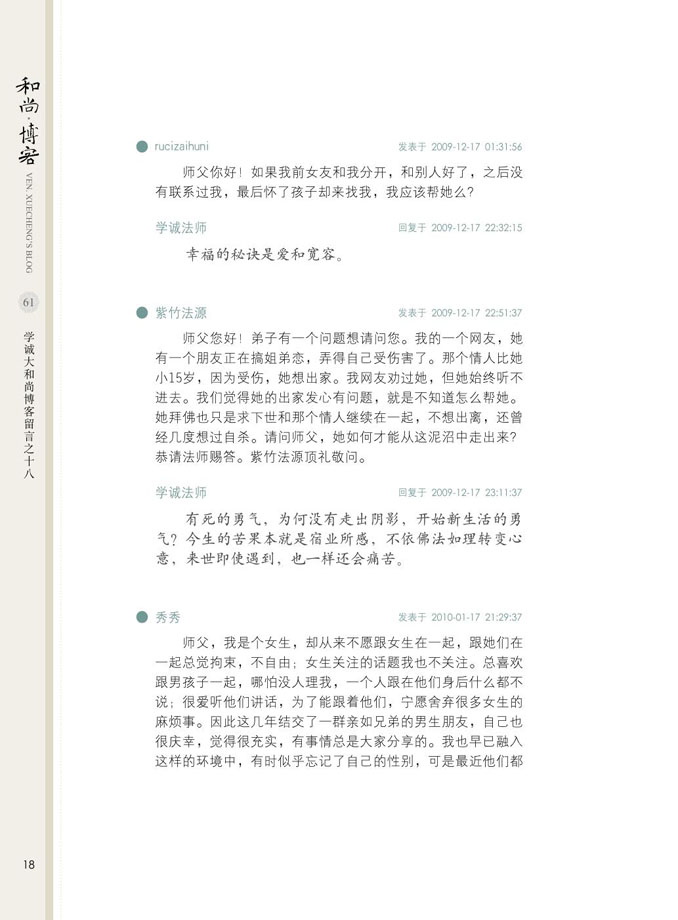 和尚·博客
VEN. XUECHENG'S BLOG
61
学诚大和尚博客留言之十八
rucizaihuni 发表于 2009-12-17 01:31:56
师父你好！如果我前女友和我分开，和别人好了，之后没
有联系过我，最后怀了孩子却来找我，我应该帮她么？
学诚法师 回复于 2009-12-17 22:32:15
幸福的秘诀是爱和宽容。
紫竹法源 发表于 2009-12-17 22:51:37
师父您好！弟子有一个问题想请问您。我的一个网友，她
有一个朋友正在搞姐弟恋，弄得自己受伤害了。那个情人比她
小15岁，因为受伤，她想出家。我网友劝过她，但她始终听不
进去。我们觉得她的出家发心有问题，就是不知道怎么帮她。
她拜佛也只是求下世和那个情人继续在一起，不想出离，还曾
经几度想过自杀。请问师父，她如何才能从这泥沼中走出来？
恭请法师赐答。紫竹法源顶礼敬问。
学诚法师 回复于 2009-12-17 23:11:37
有死的勇气，为何没有走出阴影，开始新生活的勇
气？今生的苦果本就是宿业所感，不依佛法如理转变心
意，来世即使遇到，也一样还会痛苦。
秀秀 发表于 2010-01-17 21:29:37
师父，我是个女生，却从来不愿跟女生在一起，跟她们在
一起总觉拘束，不自由；女生关注的话题我也不关注。总喜欢
跟男孩子一起，哪怕没人理我，一个人跟在他们身后什么都不
说；很爱听他们讲话，为了能跟着他们，宁愿舍弃很多女生的
麻烦事。因此这几年结交了一群亲如兄弟的男生朋友，自己也
很庆幸，觉得很充实，有事情总是大家分享的。我也早已融入
这样的环境中，有时似乎忘记了自己的性别，可是最近他们都
18